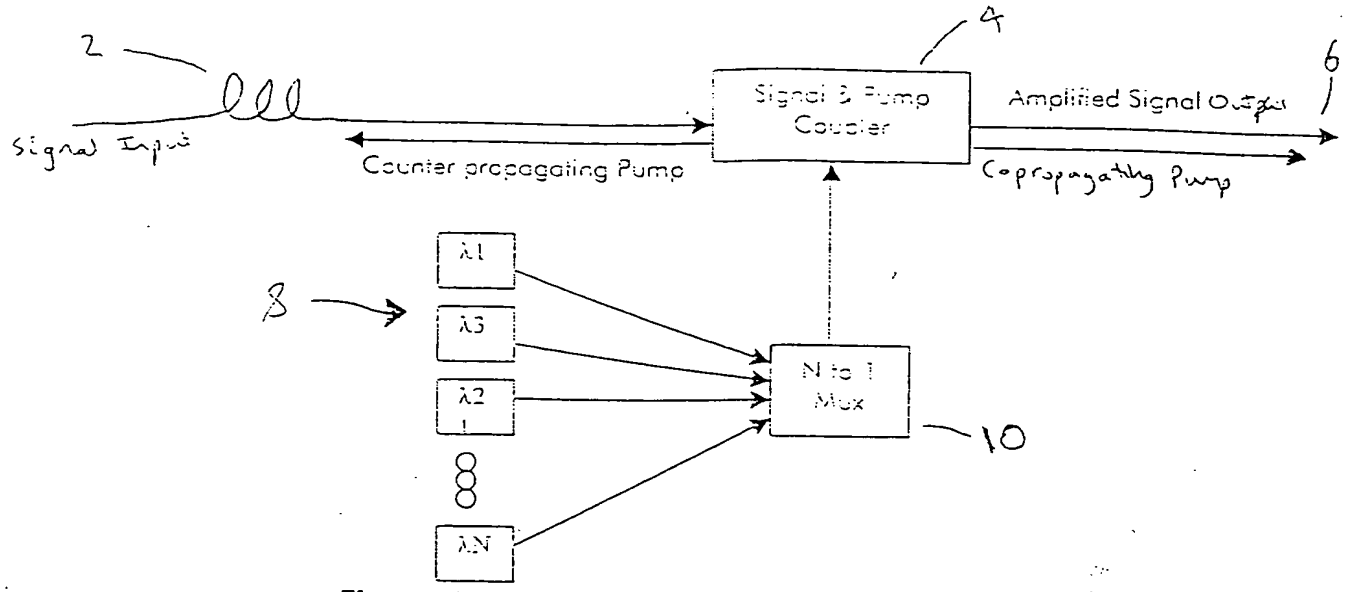 2
4
6
Signal & Pump
Coupler
Amplified Signal Output
Signal Input
Counter propagating Pump
Copropagating Pump
λ1
8
λ3
λ2
N to 1
Mux
10
λN